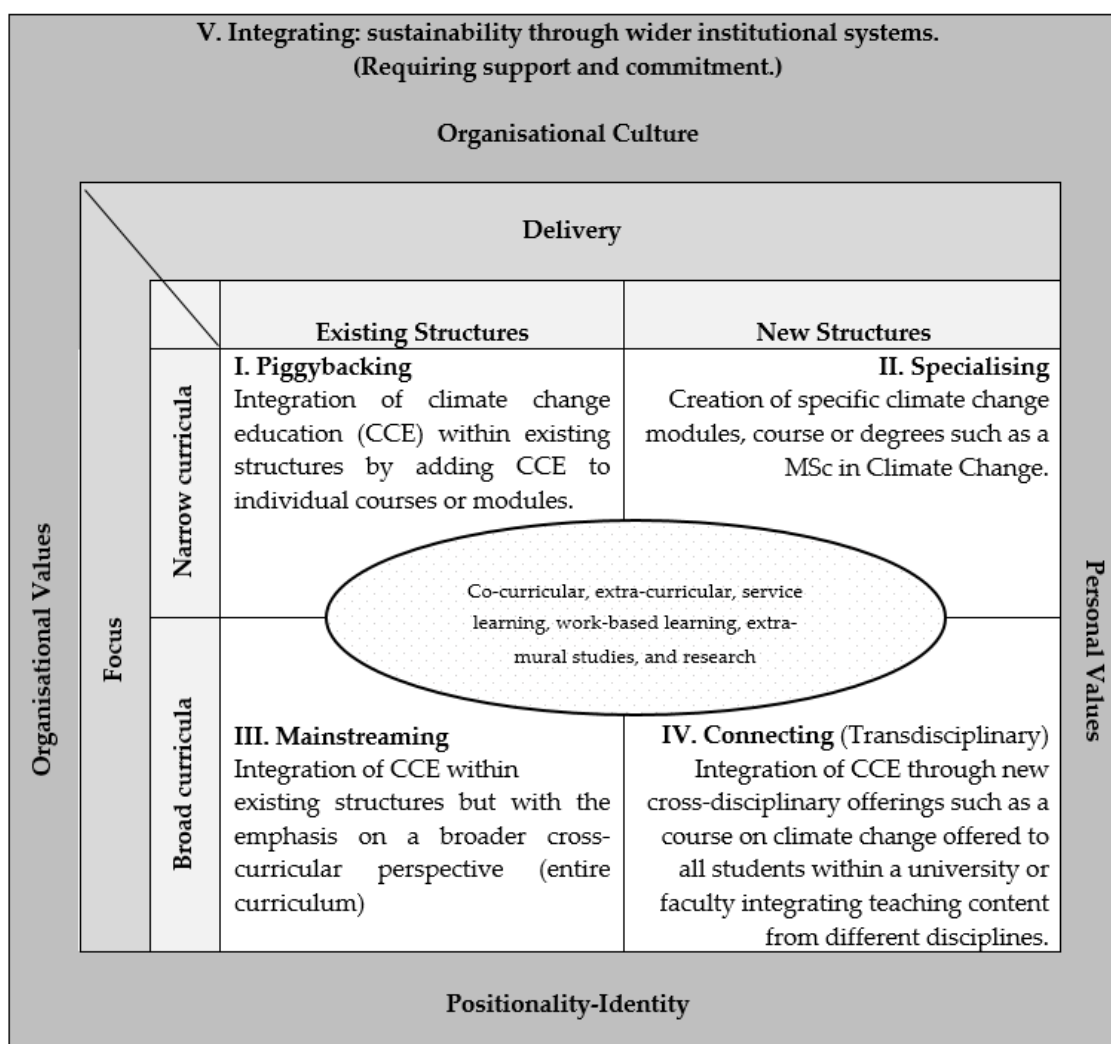 V. Integrating: sustainability through wider institutional systems.
(Requiring support and commitment.)
Organisational Culture
Organisational Values
Personal Values
Delivery
Focus
Existing Structures
New Structures
Narrow curricula
I. Piggybacking
Integration of climate change
education (CCE) within existing
structures by adding CCE to
individual courses or modules.
II. Specialising
Creation of specific climate change
modules, course or degrees such as a
MSc in Climate Change.
Co-curricular, extra-curricular, service
learning, work-based learning, extra-
mural studies, and research
Broad curricula
III. Mainstreaming
Integration of CCE within
existing structures but with the
emphasis on a broader cross-
curricular perspective (entire
curriculum)
IV. Connecting (Transdisciplinary)
Integration of CCE through new
cross-disciplinary offerings such as a
course on climate change offered to
all students within a university or
faculty integrating teaching content
from different disciplines.
Positionality-Identity